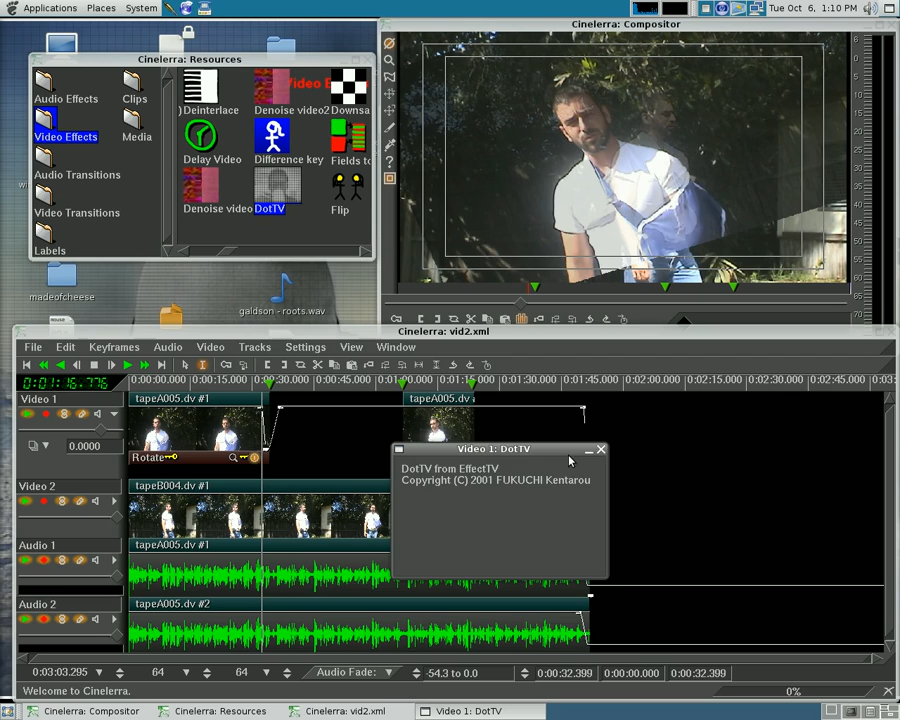 Applications Places System
Tue Oct 6, 1:10 PM
Cinelerra: Compositor
Cinelerra: Resources
Audio Effects
Clips
Video Effects
Media
Audio Transitions
Video Transitions
Labels
Deinterlace
Denoise video2
Downsa
Delay Video
Difference key
Fields to
Denoise video
DotTV
Flip
madeofcheese
galdson - roots.wav
Cinelerra: vid2.xml
File Edit Keyframes Audio Video Tracks Settings View Window
0:01:16.776
0:00:00.000 0:00:15.000 0:00:30.000 0:00:45.000 0:01:00.000 0:01:15.000 0:01:30.000 0:01:45.000 0:02:00.000 0:02:15.000 0:02:30.000 0:02:45.000 0:03:
Video 1
tapeA005.dv #1
tapeA005.dv
0.0000
Rotate
Video 2
tapeB004.dv #1
Audio 1
tapeA005.dv #1
Audio 2
tapeA005.dv #2
Video 1: DotTV
DotTV from EffectTV
Copyright (C) 2001 FUKUCHI Kentarou
0:03:03.295
64
64
Audio Fade:
-54.3 to 0.0
0:00:32.399
0:00:00.000
0:00:32.399
Welcome to Cinelerra.
0%
Cinelerra: Compositor
Cinelerra: Resources
Cinelerra: vid2.xml
Video 1: DotTV